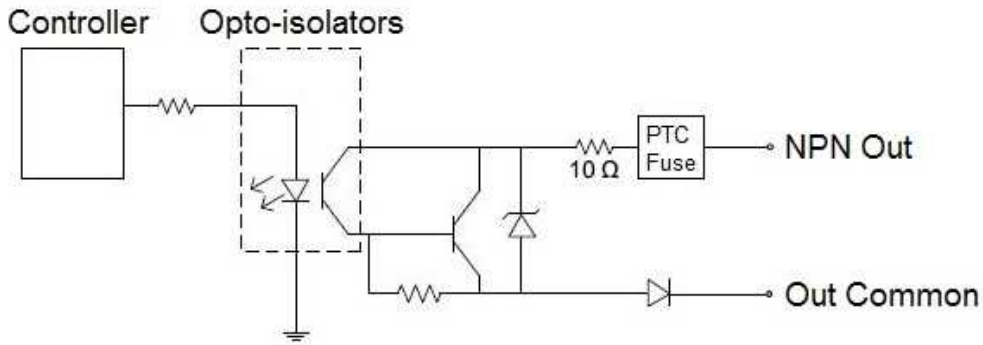 Controller
Opto-isolators
PTC
Fuse
10 Ω
NPN Out
Out Common